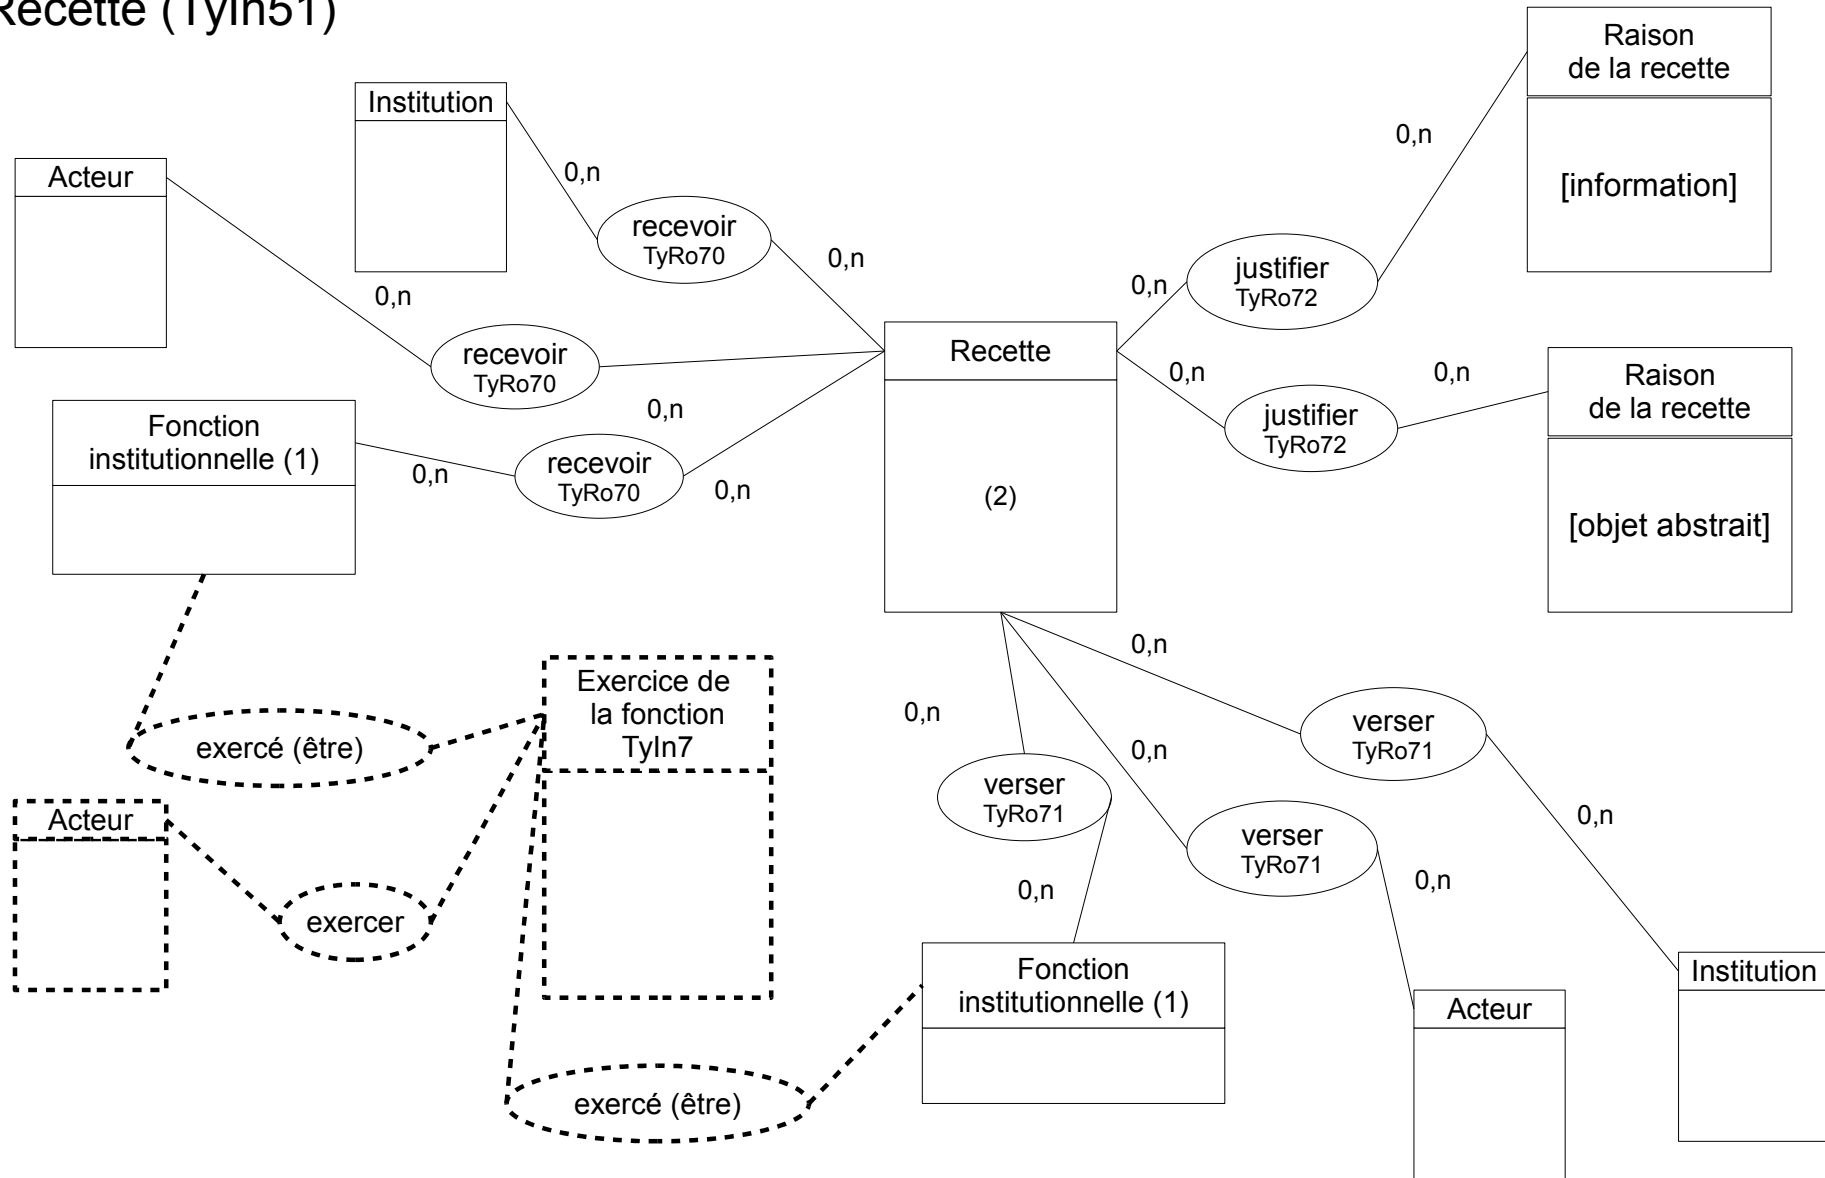 Recette (TyIn51)
Raison
de la recette
[information]
Institution
0,n
Acteur
0,n
recevoir
TyRo70
0,n
justifier
TyRo72
0,n
0,n
recevoir
TyRo70
Recette
(2)
0,n
0,n
justifier
TyRo72
Raison
de la recette
[objet abstrait]
Fonction
institutionnelle (1)
0,n
0,n
recevoir
TyRo70
0,n
exercé (être)
Exercice de
la fonction
TyIn7
Acteur
exercer
exercé (être)
0,n
0,n
0,n
verser
TyRo71
verser
TyRo71
verser
TyRo71
0,n
0,n
0,n
Fonction
institutionnelle (1)
Acteur
Institution